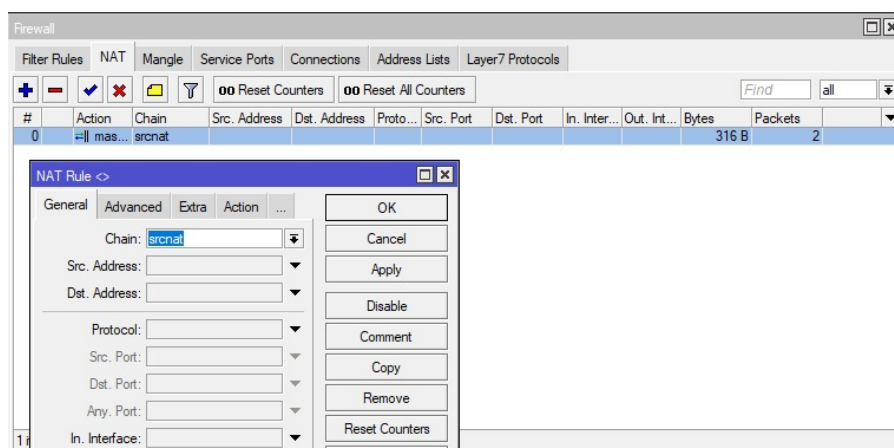 Firewall
Filter Rules NAT Mangle Service Ports Connections Address Lists Layer7 Protocols
00 Reset Counters 00 Reset All Counters Find all
# Action Chain Src. Address Dst. Address Proto... Src. Port Dst. Port In. Inter... Out. Int... Bytes Packets
0 mas... srcnat 316 B 2
NAT Rule <>
General Advanced Extra Action ... OK
Chain: srcnat Cancel
Src. Address: Apply
Dst. Address:
Disable
Protocol: Comment
Src. Port: Copy
Dst. Port:
Any. Port: Remove
In. Interface: Reset Counters